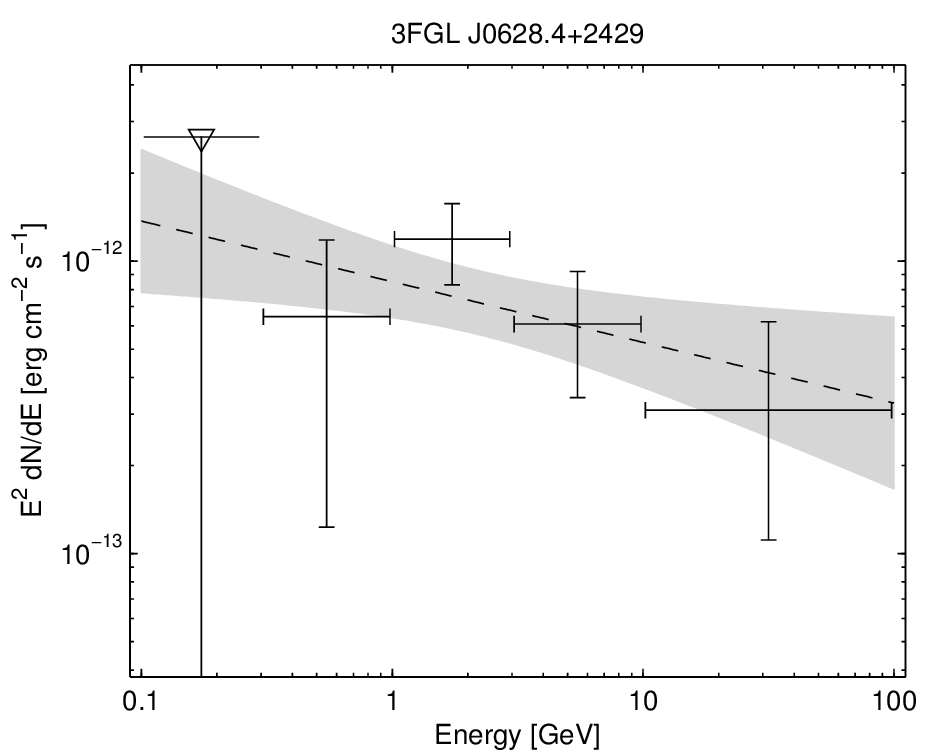 3FGL J0628.4+2429
E² dN/dE [erg cm⁻² s⁻¹]
10⁻¹²
10⁻¹³
0.1 1 10 100
Energy [GeV]